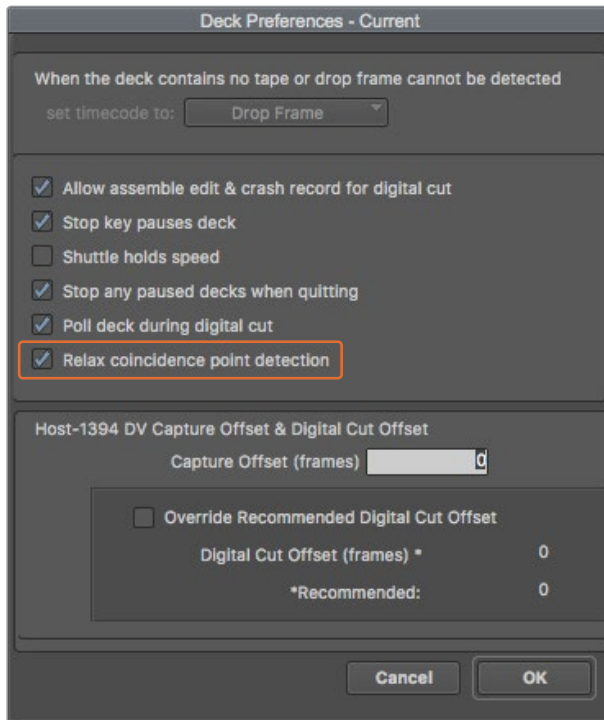 Deck Preferences - Current
When the deck contains no tape or drop frame cannot be detected
set timecode to: Drop Frame
Allow assemble edit & crash record for digital cut
Stop key pauses deck
Shuttle holds speed
Stop any paused decks when quitting
Poll deck during digital cut
Relax coincidence point detection
Host-1394 DV Capture Offset & Digital Cut Offset
Capture Offset (frames) 0
Override Recommended Digital Cut Offset
Digital Cut Offset (frames) * 0
*Recommended: 0
Cancel OK